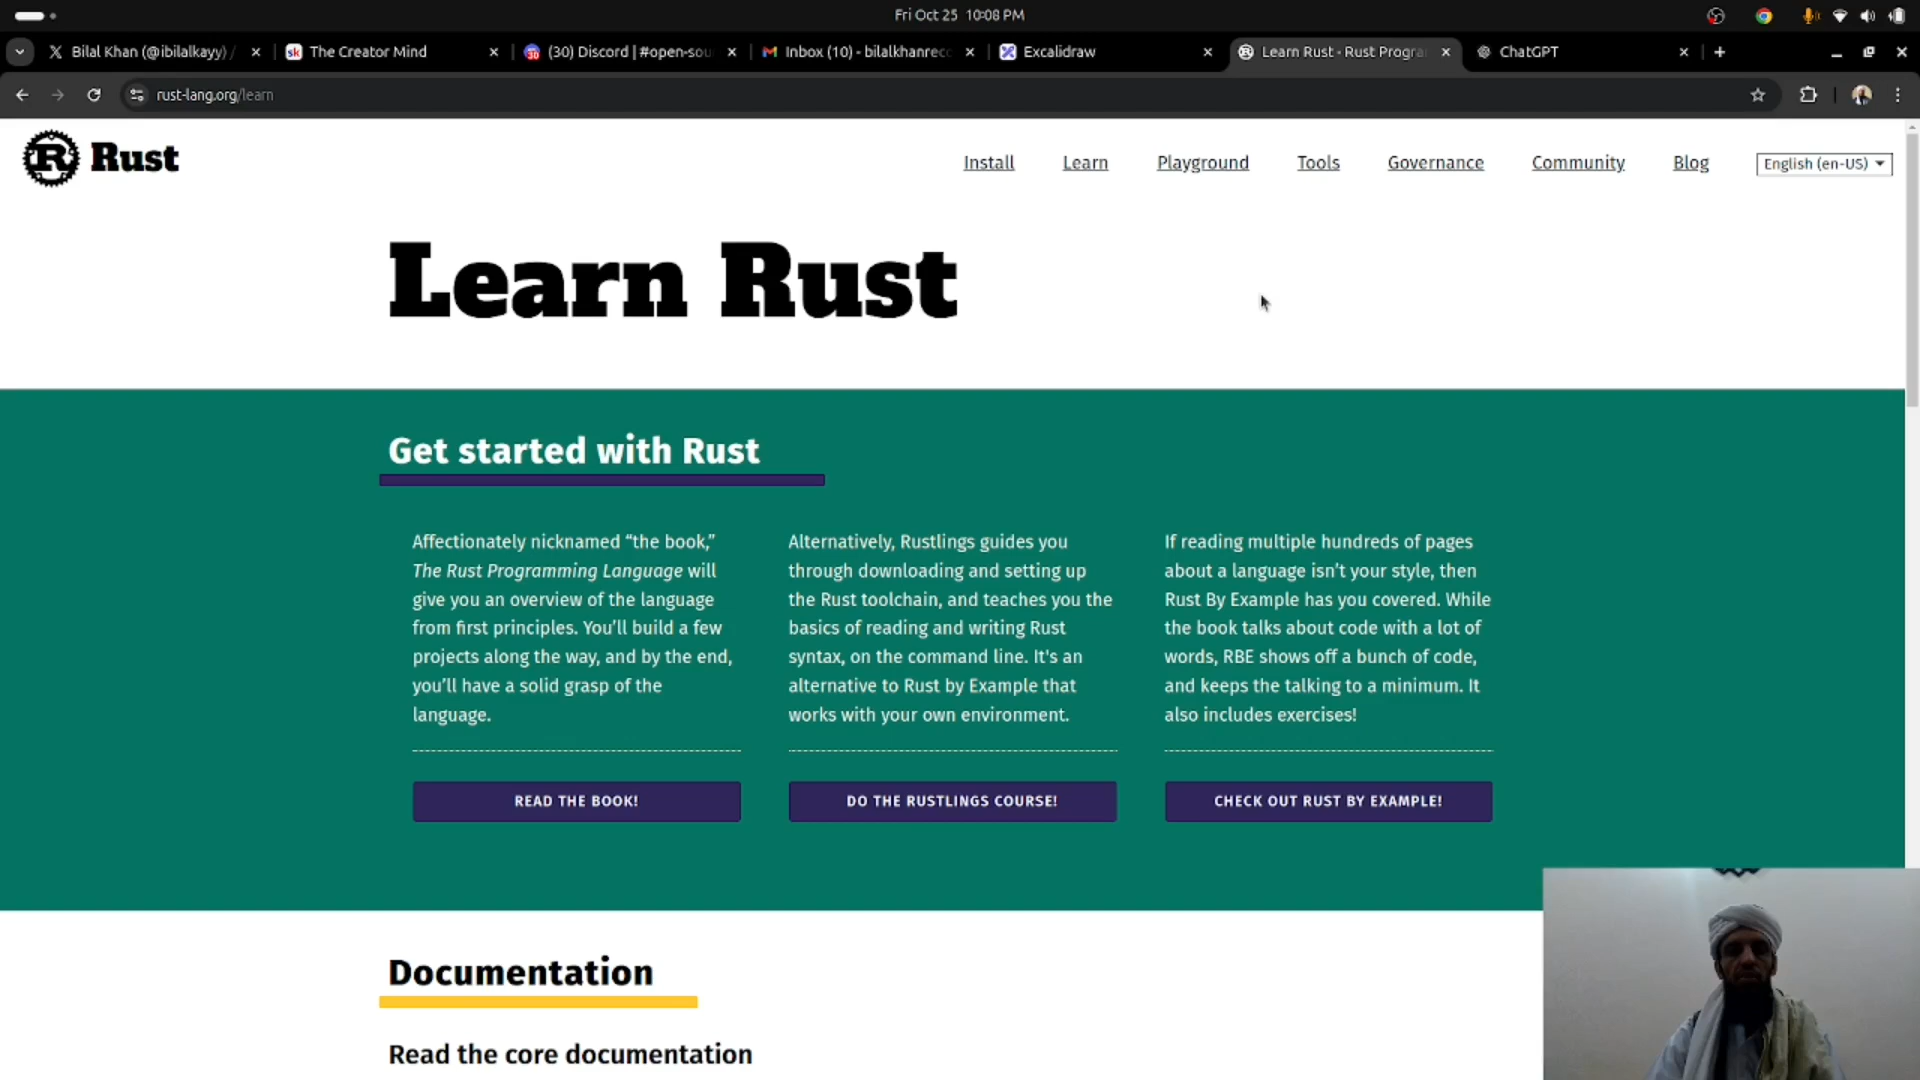 Fri Oct 25 10:08 PM
Bilal Khan (@ibilalkayy) /
The Creator Mind
(30) Discord | #open-sou
Inbox (10) - bilalkhanrec
Excalidraw
Learn Rust - Rust Progra
ChatGPT
rust-lang.org/learn
Rust
Install
Learn
Playground
Tools
Governance
Community
Blog
English (en-US)
Learn Rust
Get started with Rust
Affectionately nicknamed “the book,”
The Rust Programming Language will
give you an overview of the language
from first principles. You’ll build a few
projects along the way, and by the end,
you’ll have a solid grasp of the
language.
READ THE BOOK!
Alternatively, Rustlings guides you
through downloading and setting up
the Rust toolchain, and teaches you the
basics of reading and writing Rust
syntax, on the command line. It's an
alternative to Rust by Example that
works with your own environment.
DO THE RUSTLINGS COURSE!
If reading multiple hundreds of pages
about a language isn’t your style, then
Rust By Example has you covered. While
the book talks about code with a lot of
words, RBE shows off a bunch of code,
and keeps the talking to a minimum. It
also includes exercises!
CHECK OUT RUST BY EXAMPLE!
Documentation
Read the core documentation